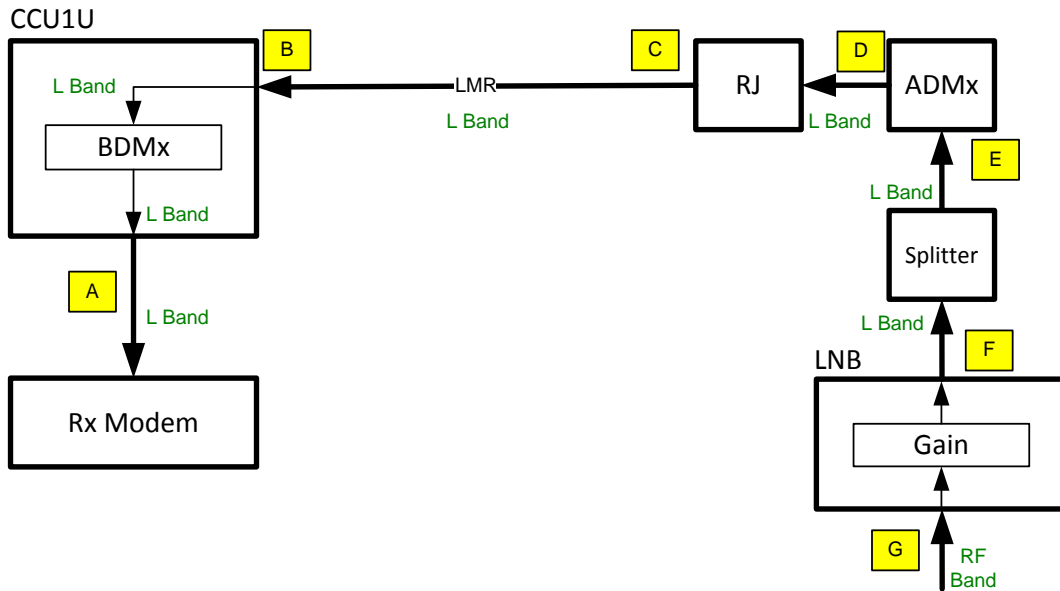 CCU1U
B
C
D
L Band
LMR
RJ
ADMx
BDMx
L Band
L Band
E
L Band
L Band
Splitter
A
L Band
L Band
F
LNB
Rx Modem
Gain
G
RF
Band